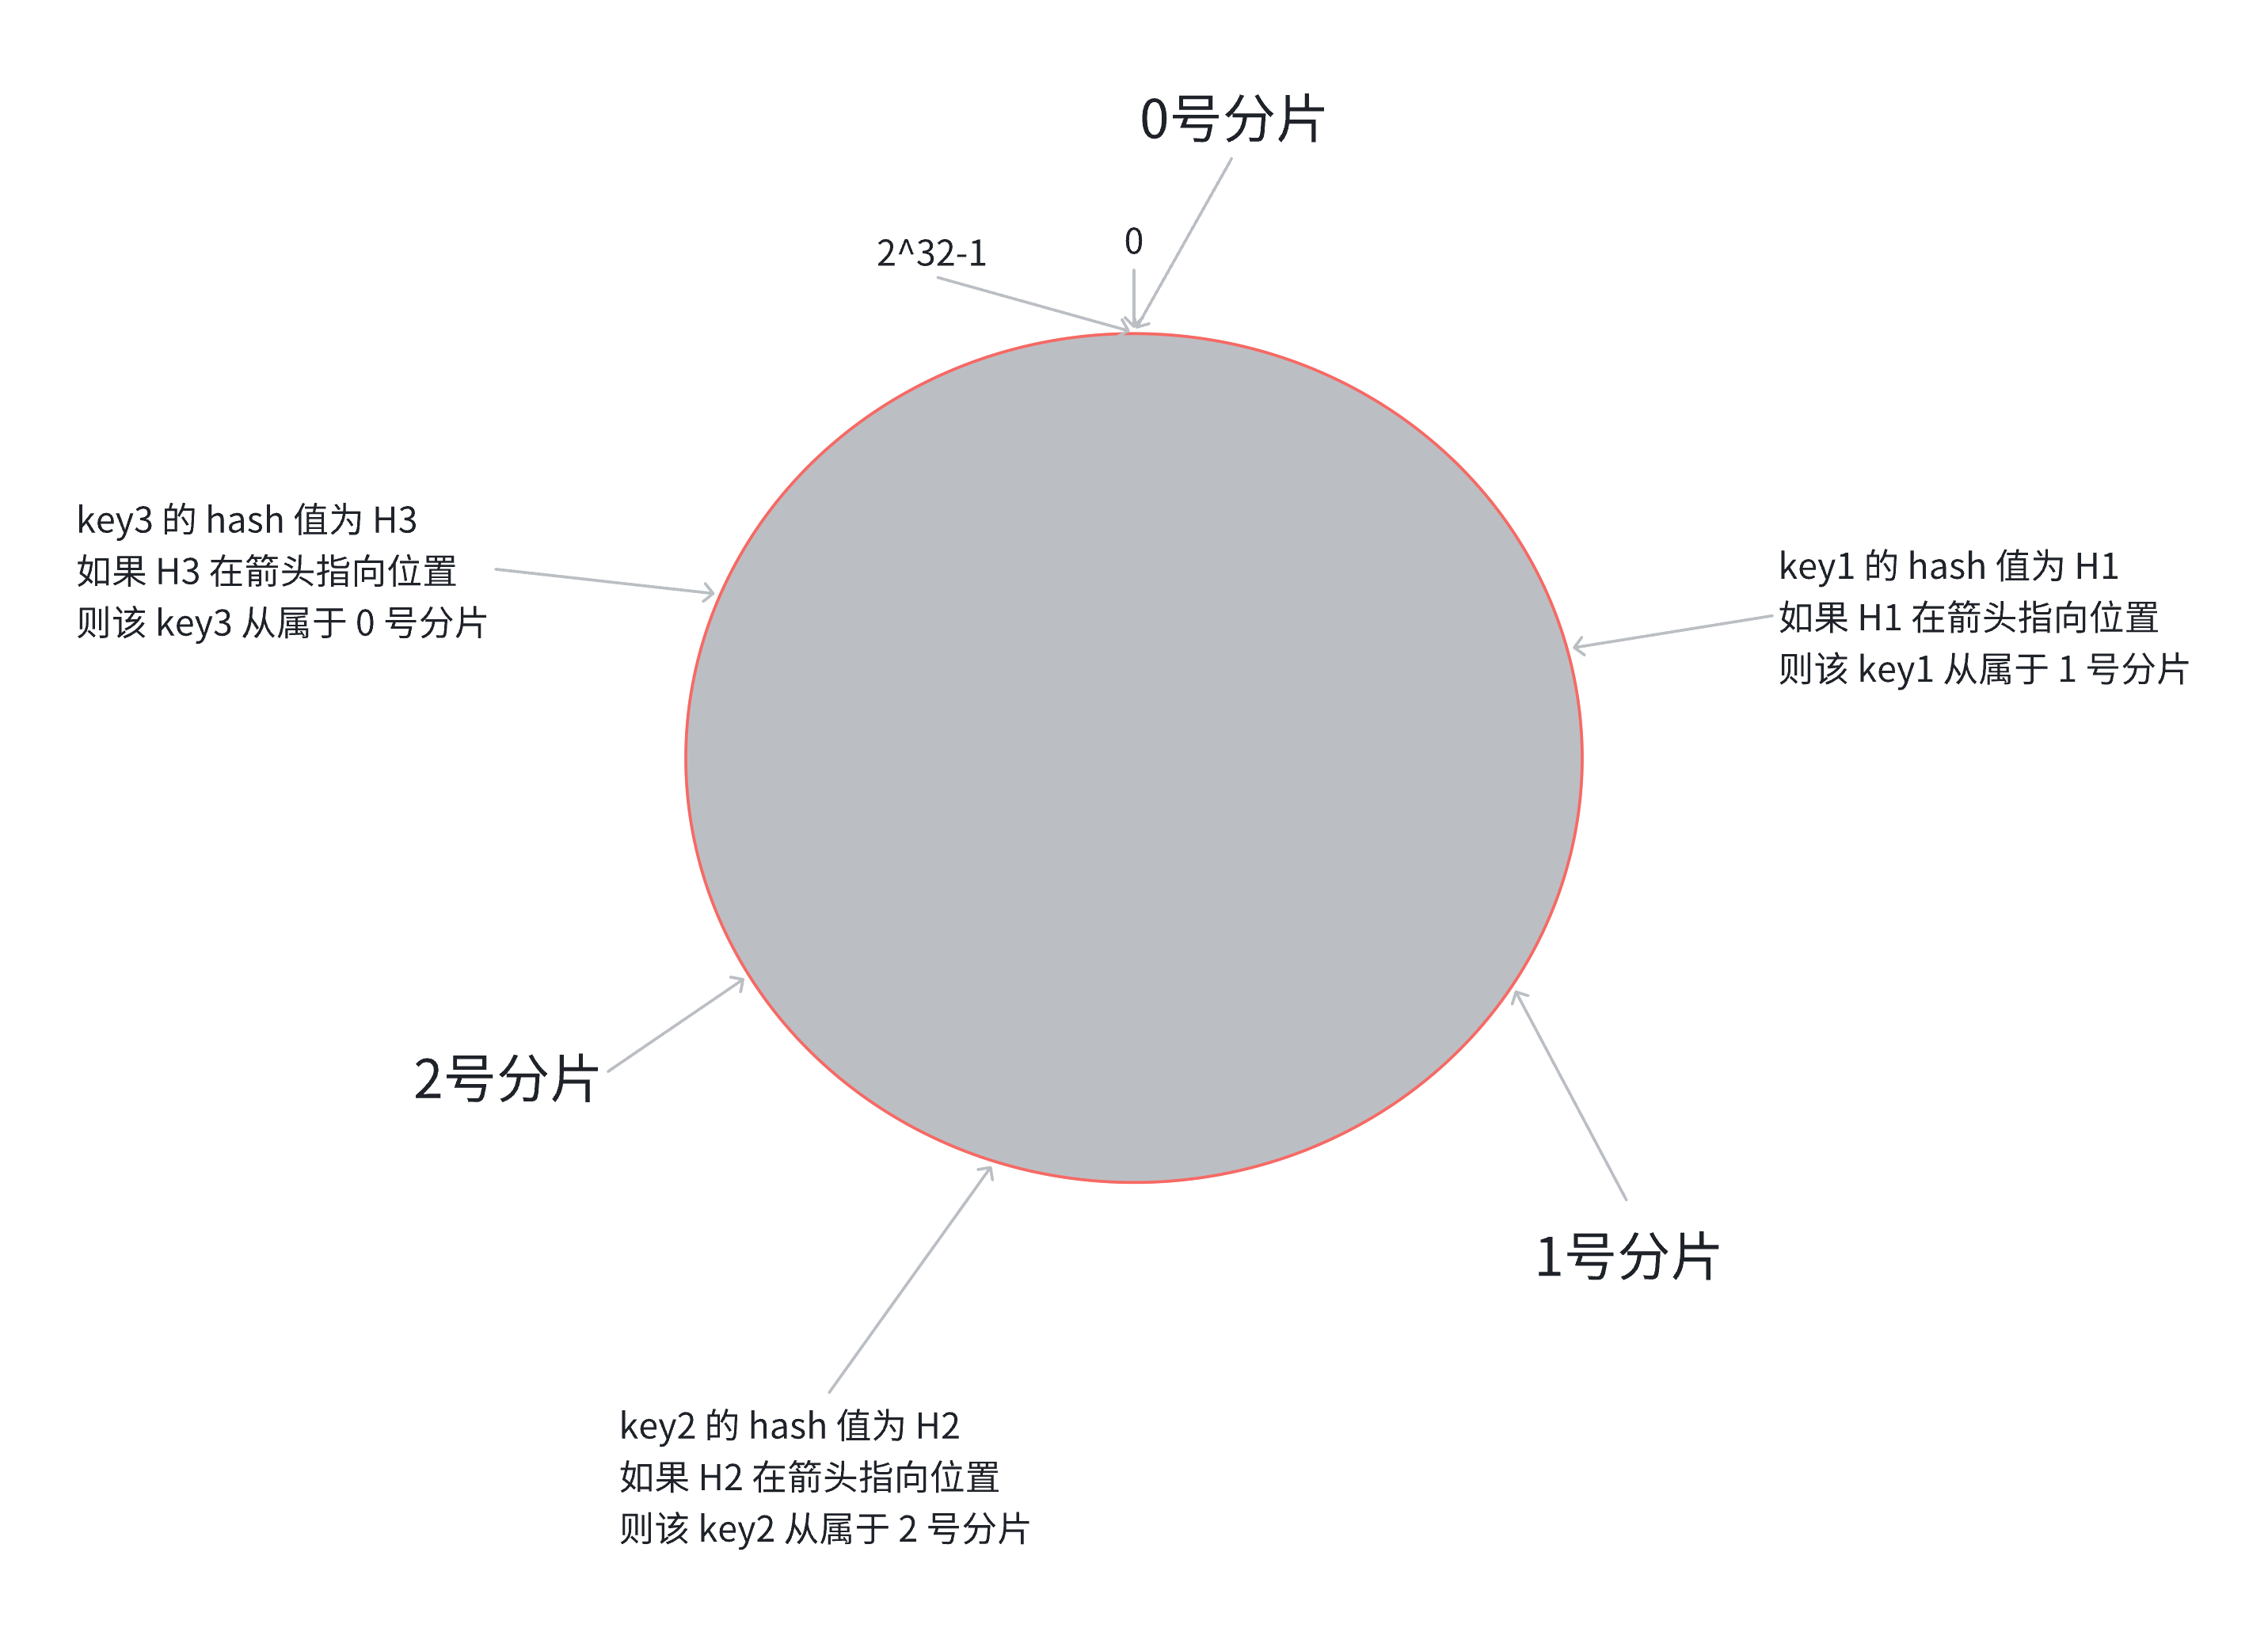 0号分片
2^32-1
0
key3 的 hash 值为 H3
如果 H3 在箭头指向位置
则该 key3 从属于 0 号分片
key1 的 hash 值为 H1
如果 H1 在箭头指向位置
则该 key1 从属于 1 号分片
2号分片
1号分片
key2 的 hash 值为 H2
如果 H2 在箭头指向位置
则该 key2 从属于 2 号分片